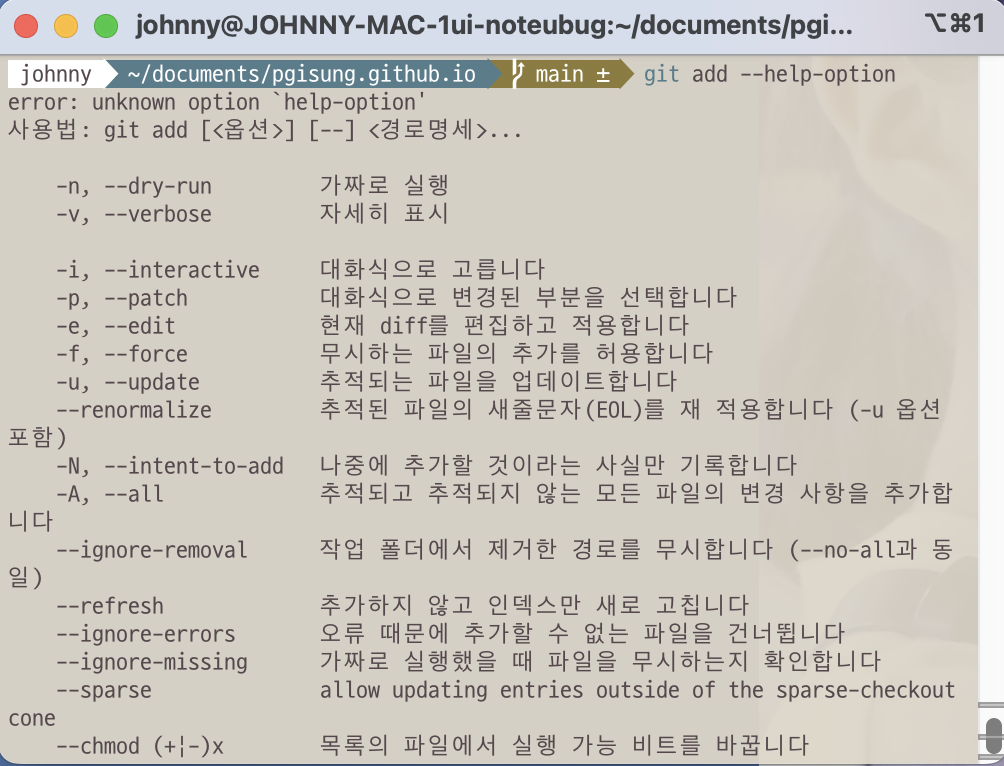 johnny@JOHNNY-MAC-1ui-noteubug:~/documents/pgi... ⌥⌘1
johnny ~/documents/pgisung.github.io main ± git add --help-option
error: unknown option `help-option'
사용법: git add [<옵션>] [--] <경로명세>...
-n, --dry-run 가짜로 실행
-v, --verbose 자세히 표시
-i, --interactive 대화식으로 고릅니다
-p, --patch 대화식으로 변경된 부분을 선택합니다
-e, --edit 현재 diff를 편집하고 적용합니다
-f, --force 무시하는 파일의 추가를 허용합니다
-u, --update 추적되는 파일을 업데이트합니다
--renormalize 추적된 파일의 새줄문자(EOL)를 재 적용합니다 (-u 옵션
포함)
-N, --intent-to-add 나중에 추가할 것이라는 사실만 기록합니다
-A, --all 추적되고 추적되지 않는 모든 파일의 변경 사항을 추가합
니다
--ignore-removal 작업 폴더에서 제거한 경로를 무시합니다 (--no-all과 동
일)
--refresh 추가하지 않고 인덱스만 새로 고칩니다
--ignore-errors 오류 때문에 추가할 수 없는 파일을 건너뜁니다
--ignore-missing 가짜로 실행했을 때 파일을 무시하는지 확인합니다
--sparse allow updating entries outside of the sparse-checkout
cone
--chmod (+|-)x 목록의 파일에서 실행 가능 비트를 바꿉니다